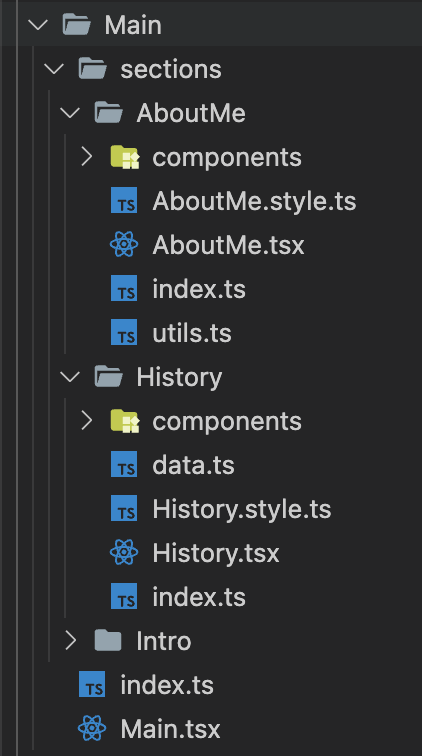 Main
sections
AboutMe
components
TS AboutMe.style.ts
AboutMe.tsx
TS index.ts
TS utils.ts
History
components
TS data.ts
TS History.style.ts
History.tsx
TS index.ts
Intro
TS index.ts
Main.tsx